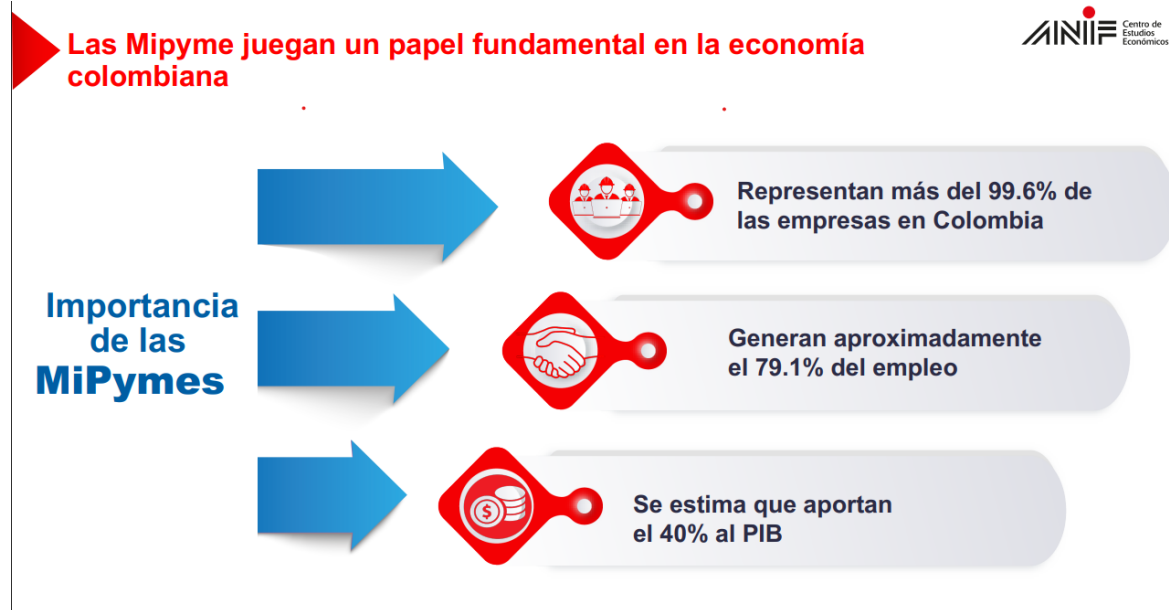 Las Mipyme juegan un papel fundamental en la economía
colombiana
ANIF Centro de
Estudios
Económicos
Representan más del 99.6% de
las empresas en Colombia
Importancia
de las
MiPymes
Generan aproximadamente
el 79.1% del empleo
$
Se estima que aportan
el 40% al PIB